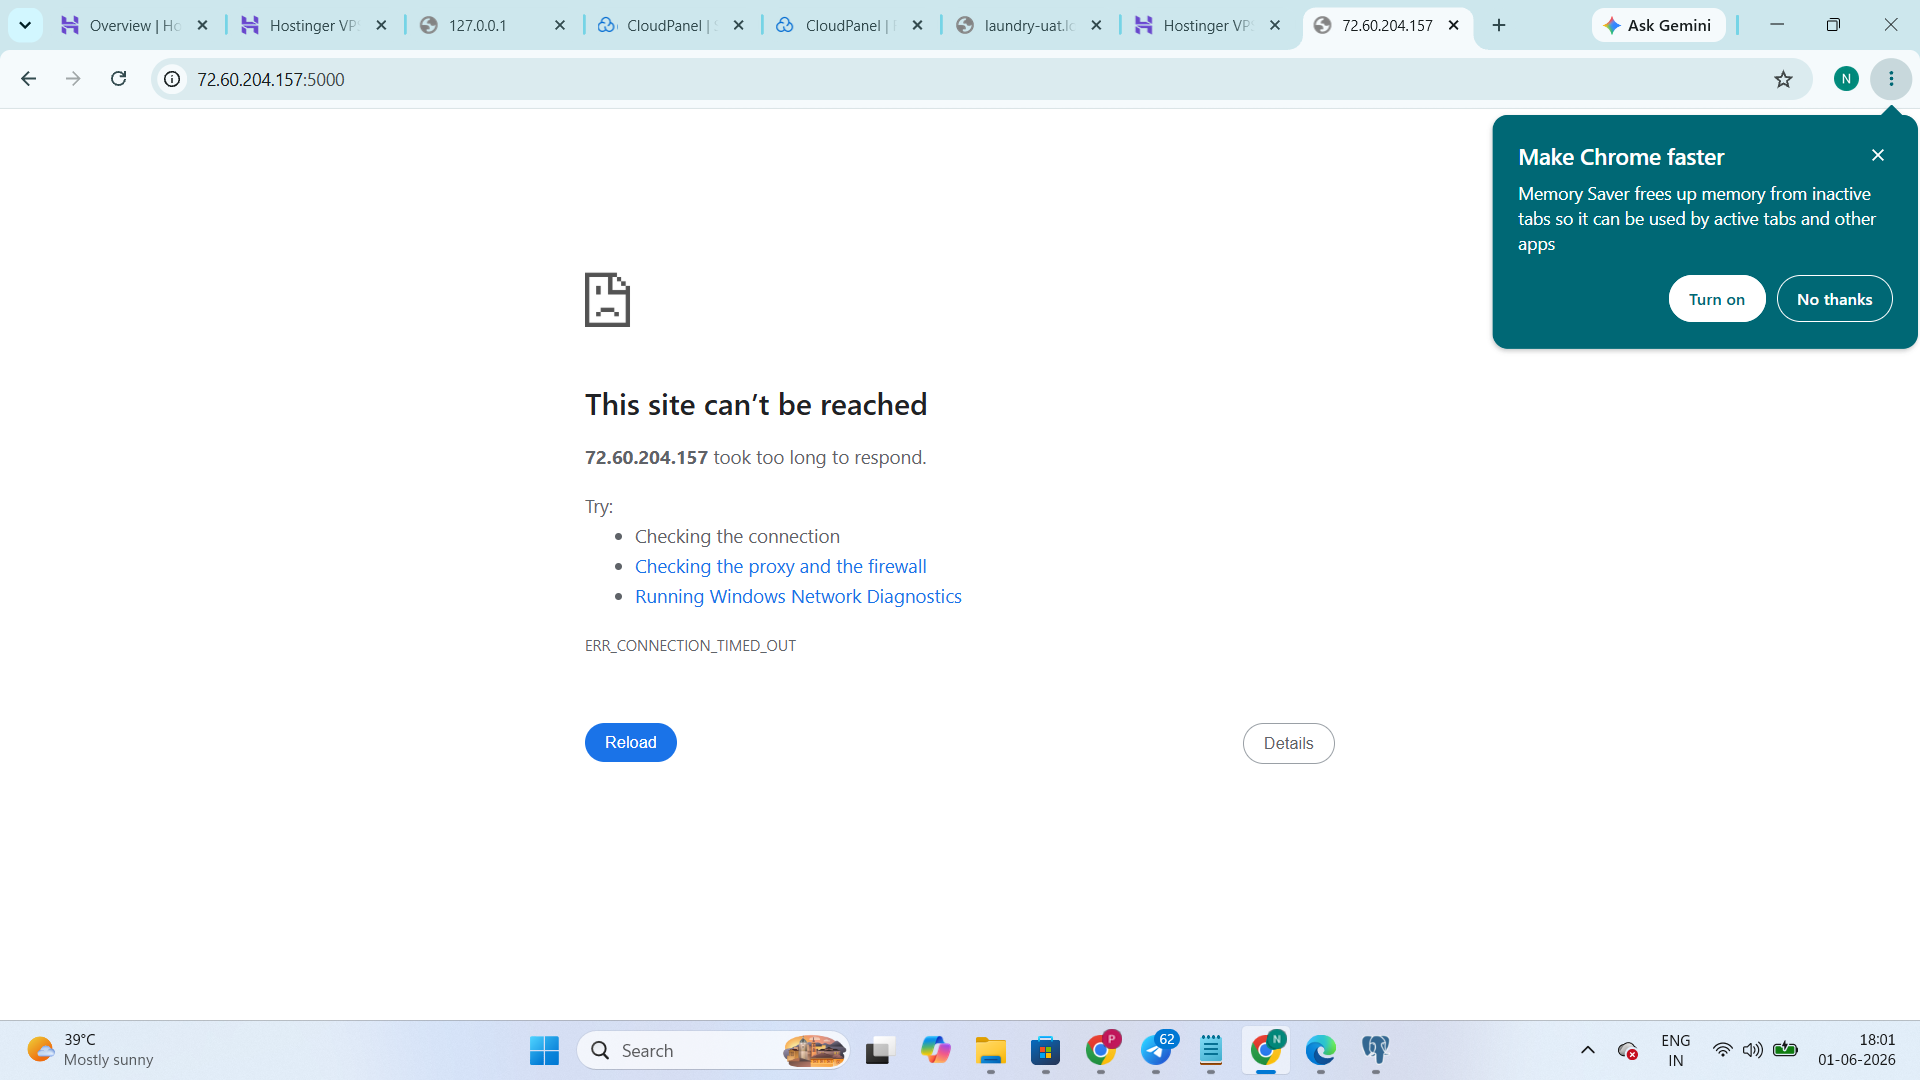 Overview | Ho
Hostinger VPS
127.0.0.1
CloudPanel | S
CloudPanel |
laundry-uat.lo
Hostinger VPS
72.60.204.157
Ask Gemini
72.60.204.157:5000
N
Make Chrome faster
Memory Saver frees up memory from inactive
tabs so it can be used by active tabs and other
apps
Turn on
No thanks
This site can’t be reached
72.60.204.157 took too long to respond.
Try:
Checking the connection
Checking the proxy and the firewall
Running Windows Network Diagnostics
ERR_CONNECTION_TIMED_OUT
Reload
Details
39°C
Mostly sunny
Search
P
62
N
ENG
IN
18:01
01-06-2026